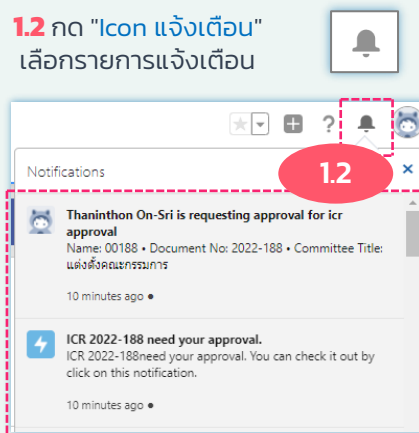 1.2 กด "Icon แจ้งเตือน"
เลือกรายการแจ้งเตือน
?
Notifications
1.2
×
Thaninthon On-Sri is requesting approval for icr
approval
Name: 00188 • Document No: 2022-188 • Committee Title:
แต่งตั้งคณะกรรมการ
10 minutes ago ●
ICR 2022-188 need your approval.
ICR 2022-188need your approval. You can check it out by
click on this notification.
10 minutes ago ●